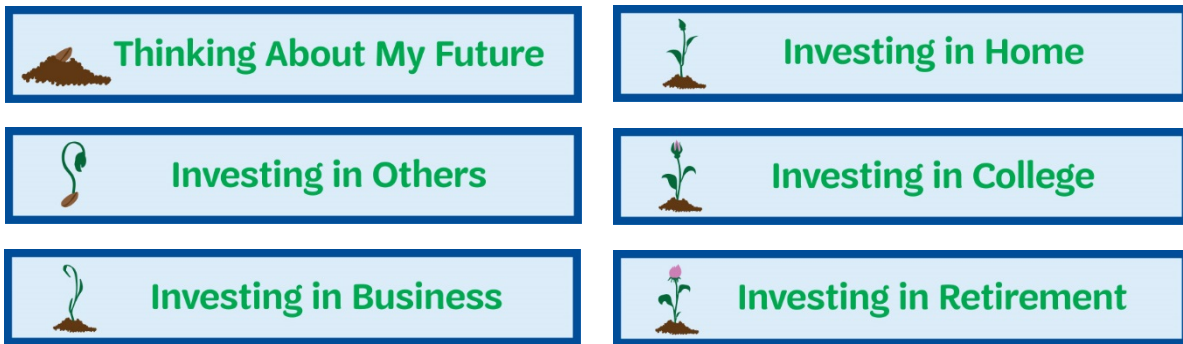 Thinking About My Future
Investing in Others
Investing in Business
Investing in Home
Investing in College
Investing in Retirement